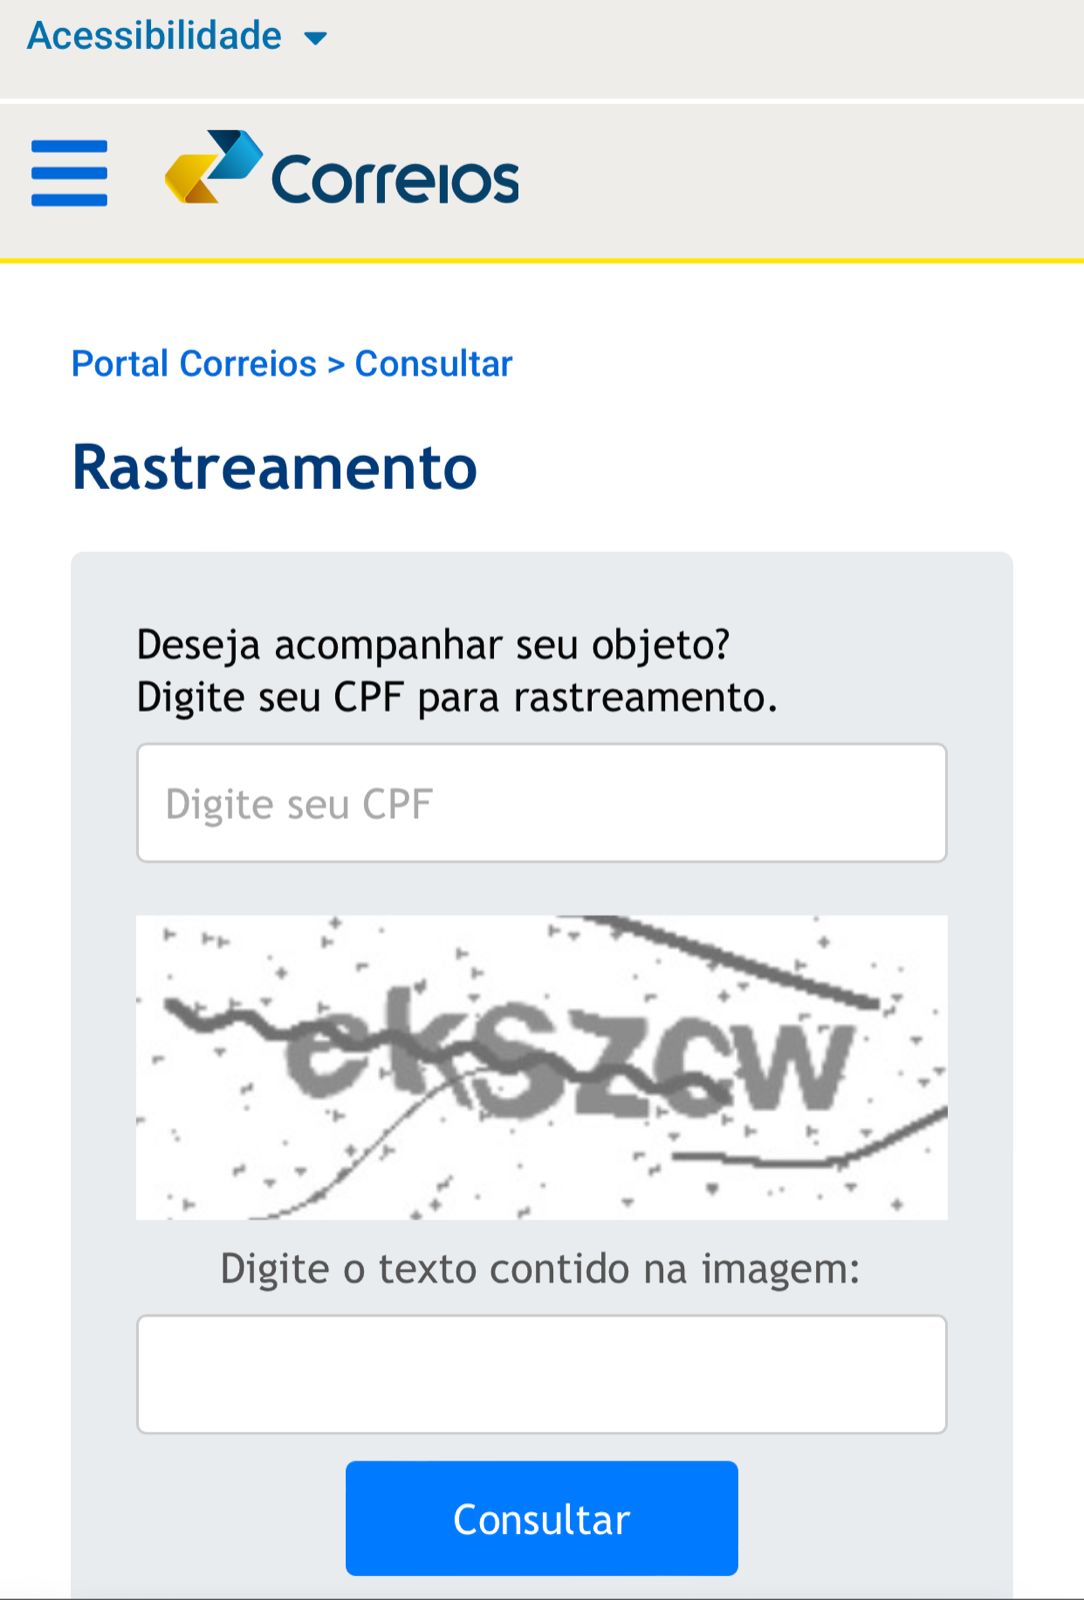 Acessibilidade
Correios
Portal Correios > Consultar
Rastreamento
Deseja acompanhar seu objeto?
Digite seu CPF para rastreamento.
Digite seu CPF
Digite o texto contido na imagem:
Consultar